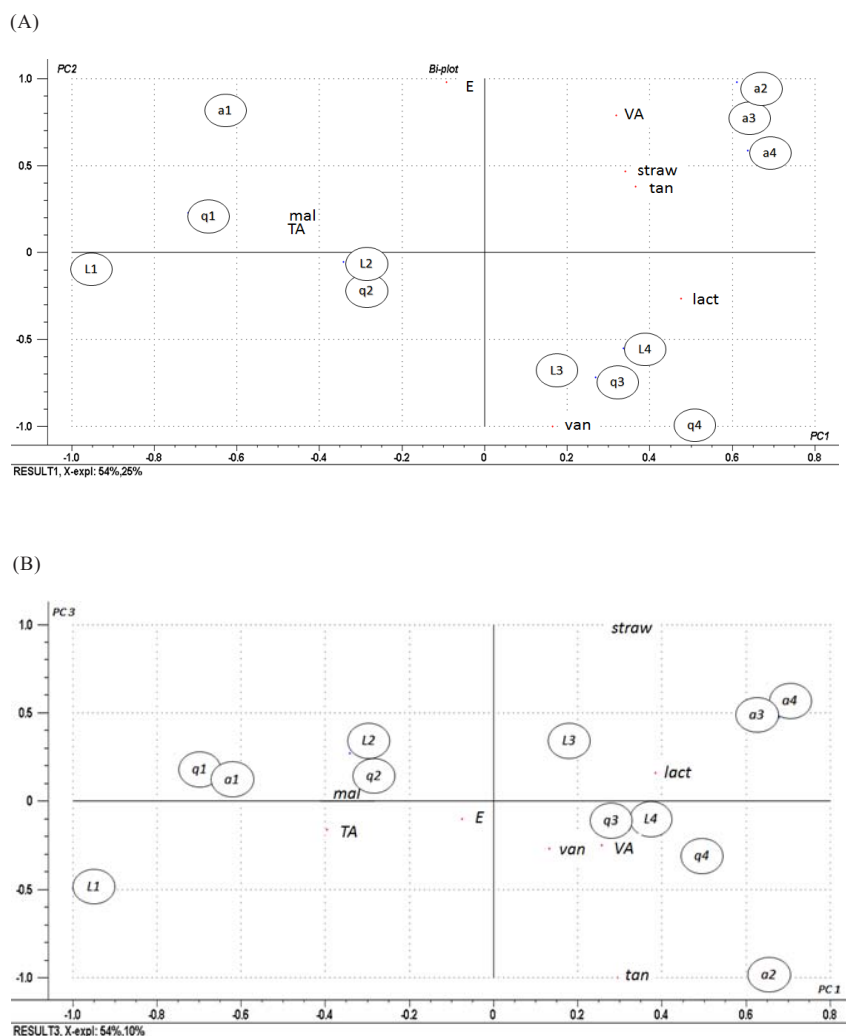 (A)
PC2 Bi-plot
1.0 E a2
a1 VA a3
0.5 straw a4
tan
q1 mal
TA
0 L2
L1 q2
lact
-0.5 L3 L4
q3
-1.0 van q4
PC1
-1.0 -0.8 -0.6 -0.4 -0.2 0 0.2 0.4 0.6 0.8
RESULT1, X-expl: 54%,25%
(B)
PC 3
1.0 straw
a4
0.5 a3
L2 L3
q1 a1 q2 lact
0 mal
TA E q3 L4
van VA q4
-0.5 L1
-1.0 tan a2
PC 1
-1.0 -0.8 -0.6 -0.4 -0.2 0 0.2 0.4 0.6 0.8
RESULT3, X-expl: 54%,10%